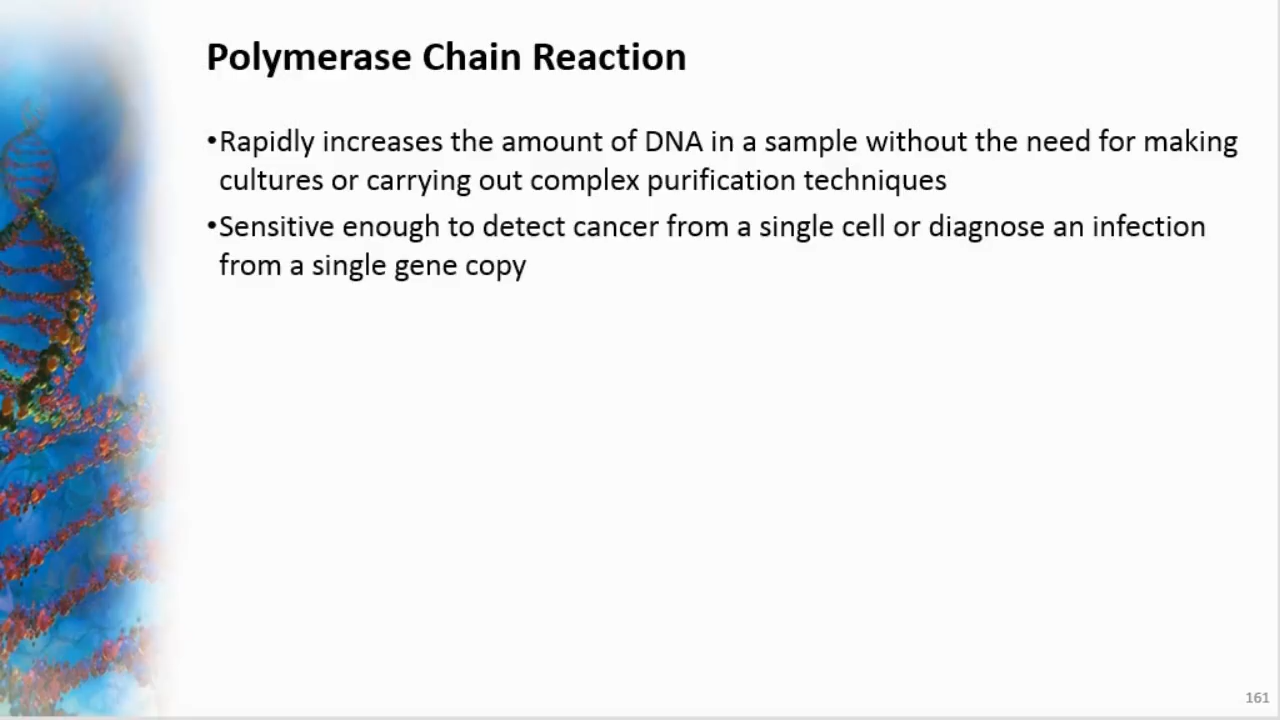 Polymerase Chain Reaction
•Rapidly increases the amount of DNA in a sample without the need for making
cultures or carrying out complex purification techniques
•Sensitive enough to detect cancer from a single cell or diagnose an infection
from a single gene copy
161